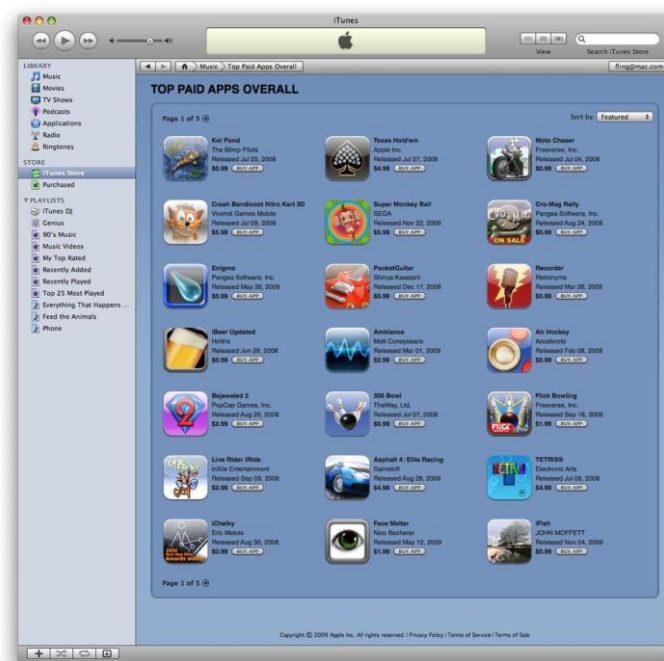 iTunes
View
Search iTunes Store
LIBRARY
Music
Movies
TV Shows
Podcasts
Applications
Radio
Ringtones
STORE
iTunes Store
Purchased
PLAYLISTS
iTunes DJ
Genius
90's Music
Music Videos
My Top Rated
Recently Added
Recently Played
Top 25 Most Played
Everything That Happens ...
Feed the Animals
Phone
Music
Top Paid Apps Overall
fling@mac.com
TOP PAID APPS OVERALL
Page 1 of 5
Sort by: Featured
Koi Pond
The Blimp Pilots
Released Jul 25, 2008
$0.99 BUY APP
Texas Hold'em
Apple Inc.
Released Jul 07, 2008
$4.99 BUY APP
Moto Chaser
Freeverse, Inc.
Released Jul 04, 2008
$0.99 BUY APP
Crash Bandicoot Nitro Kart 3D
Vivendi Games Mobile
Released Jul 09, 2008
$5.99 BUY APP
Super Monkey Ball
SEGA
Released Nov 22, 2008
$5.99 BUY APP
Cro-Mag Rally
Pangea Software, Inc.
Released Aug 24, 2008
$0.99 BUY APP
ON SALE
Enigmo
Pangea Software, Inc.
Released May 26, 2008
$0.99 BUY APP
PocketGuitar
Shinya Kasatani
Released Dec 17, 2008
$0.99 BUY APP
Recorder
Retronyms
Released Mar 26, 2008
$0.99 BUY APP
iBeer Updated
Hottrix
Released Jun 29, 2008
$0.99 BUY APP
Ambiance
Matt Coneybeare
Released Mar 01, 2009
$2.99 BUY APP
Air Hockey
Acceleroto
Released Feb 08, 2009
$0.99 BUY APP
Bejeweled 2
PopCap Games, Inc.
Released Aug 20, 2008
$2.99 BUY APP
300 Bowl
TheWay, Ltd.
Released Jul 07, 2008
$0.99 BUY APP
Flick Bowling
Freeverse, Inc.
Released Sep 18, 2008
$1.99 BUY APP
FLICK
Line Rider iRide
inXile Entertainment
Released Sep 09, 2008
$2.99 BUY APP
Asphalt 4: Elite Racing
Gameloft
Released Aug 28, 2008
$4.99 BUY APP
TETRIS®
Electronic Arts
Released Jul 09, 2008
$4.99 BUY APP
TETRIS
iChalky
Eric Metois
Released Aug 30, 2008
$0.99 BUY APP
Face Melter
Nico Becherer
Released May 12, 2009
$1.99 BUY APP
iFish
JOHN MOFFETT
Released Nov 04, 2008
$0.99 BUY APP
Page 1 of 5
Copyright © 2009 Apple Inc. All rights reserved. | Privacy Policy | Terms of Service | Terms of Sale